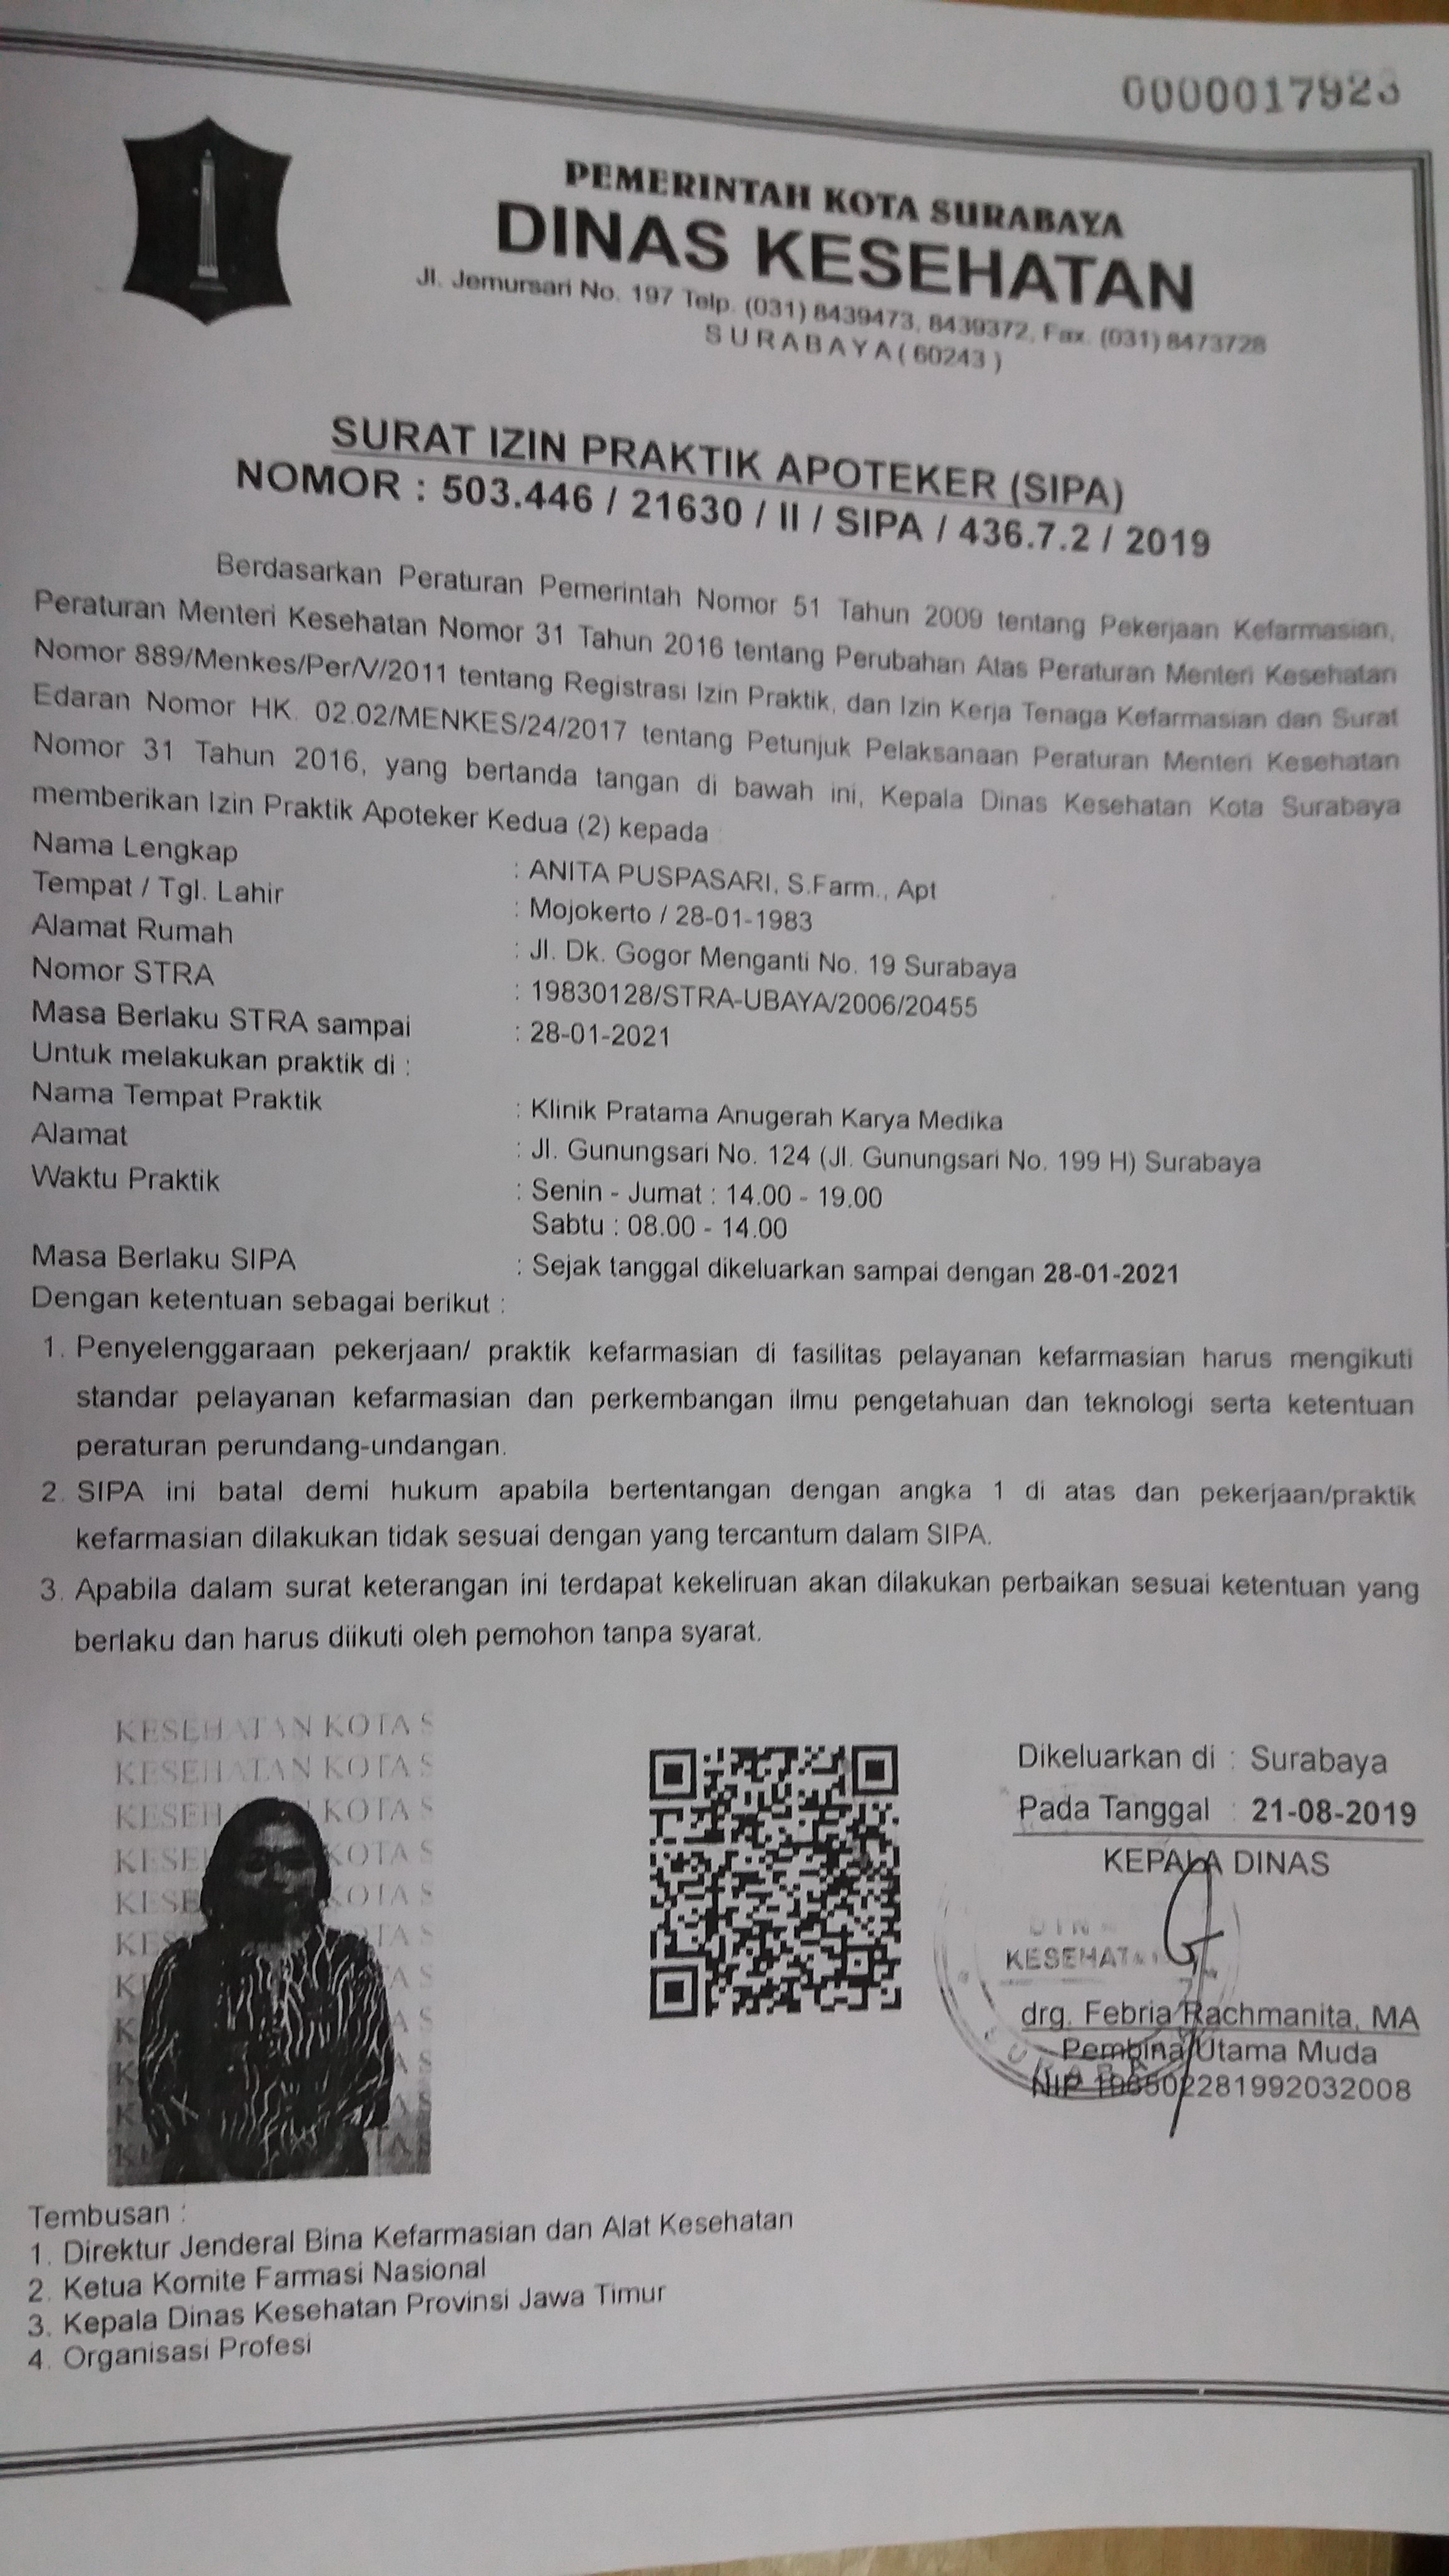 0000017923
PEMERINTAH KOTA SURABAYA
DINAS KESEHATAN
Jl. Jemursari No. 197 Telp. (031) 8439473, 8439372, Fax. (031) 8473728
SURABAYA ( 60243 )
SURAT IZIN PRAKTIK APOTEKER (SIPA)
NOMOR : 503.446 / 21630 / II / SIPA / 436.7.2 / 2019
Berdasarkan Peraturan Pemerintah Nomor 51 Tahun 2009 tentang Pekerjaan Kefarmasian,
Peraturan Menteri Kesehatan Nomor 31 Tahun 2016 tentang Perubahan Atas Peraturan Menteri Kesehatan
Nomor 889/Menkes/Per/V/2011 tentang Registrasi Izin Praktik, dan Izin Kerja Tenaga Kefarmasian dan Surat
Edaran Nomor HK. 02.02/MENKES/24/2017 tentang Petunjuk Pelaksanaan Peraturan Menteri Kesehatan
Nomor 31 Tahun 2016, yang bertanda tangan di bawah ini, Kepala Dinas Kesehatan Kota Surabaya
memberikan Izin Praktik Apoteker Kedua (2) kepada
Nama Lengkap : ANITA PUSPASARI, S.Farm., Apt
Tempat / Tgl. Lahir : Mojokerto / 28-01-1983
Alamat Rumah : Jl. Dk. Gogor Menganti No. 19 Surabaya
Nomor STRA : 19830128/STRA-UBAYA/2006/20455
Masa Berlaku STRA sampai : 28-01-2021
Untuk melakukan praktik di :
Nama Tempat Praktik : Klinik Pratama Anugerah Karya Medika
Alamat : Jl. Gunungsari No. 124 (Jl. Gunungsari No. 199 H) Surabaya
Waktu Praktik : Senin - Jumat : 14.00 - 19.00
Sabtu : 08.00 - 14.00
Masa Berlaku SIPA : Sejak tanggal dikeluarkan sampai dengan 28-01-2021
Dengan ketentuan sebagai berikut :
1. Penyelenggaraan pekerjaan/ praktik kefarmasian di fasilitas pelayanan kefarmasian harus mengikuti
standar pelayanan kefarmasian dan perkembangan ilmu pengetahuan dan teknologi serta ketentuan
peraturan perundang-undangan.
2. SIPA ini batal demi hukum apabila bertentangan dengan angka 1 di atas dan pekerjaan/praktik
kefarmasian dilakukan tidak sesuai dengan yang tercantum dalam SIPA.
3. Apabila dalam surat keterangan ini terdapat kekeliruan akan dilakukan perbaikan sesuai ketentuan yang
berlaku dan harus diikuti oleh pemohon tanpa syarat.
KESEHATAN KOTA S
KESEHATAN KOTA S
KESEH KOTA S
KESE KOTA S
KESE KOTA S
Dikeluarkan di : Surabaya
Pada Tanggal : 21-08-2019
KEPALA DINAS
KESEHATA
drg. Febria Rachmanita, MA
Pembina Utama Muda
NIP 196502281992032008
Tembusan :
1. Direktur Jenderal Bina Kefarmasian dan Alat Kesehatan
2. Ketua Komite Farmasi Nasional
3. Kepala Dinas Kesehatan Provinsi Jawa Timur
4. Organisasi Profesi